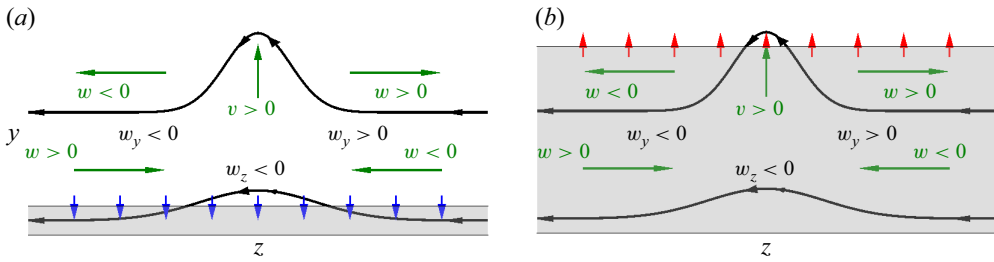 (a)
w < 0
v > 0
w > 0
y
w_y < 0
w_y > 0
w > 0
w_z < 0
w < 0
z
(b)
w < 0
v > 0
w > 0
w_y < 0
w_y > 0
w > 0
w_z < 0
w < 0
z